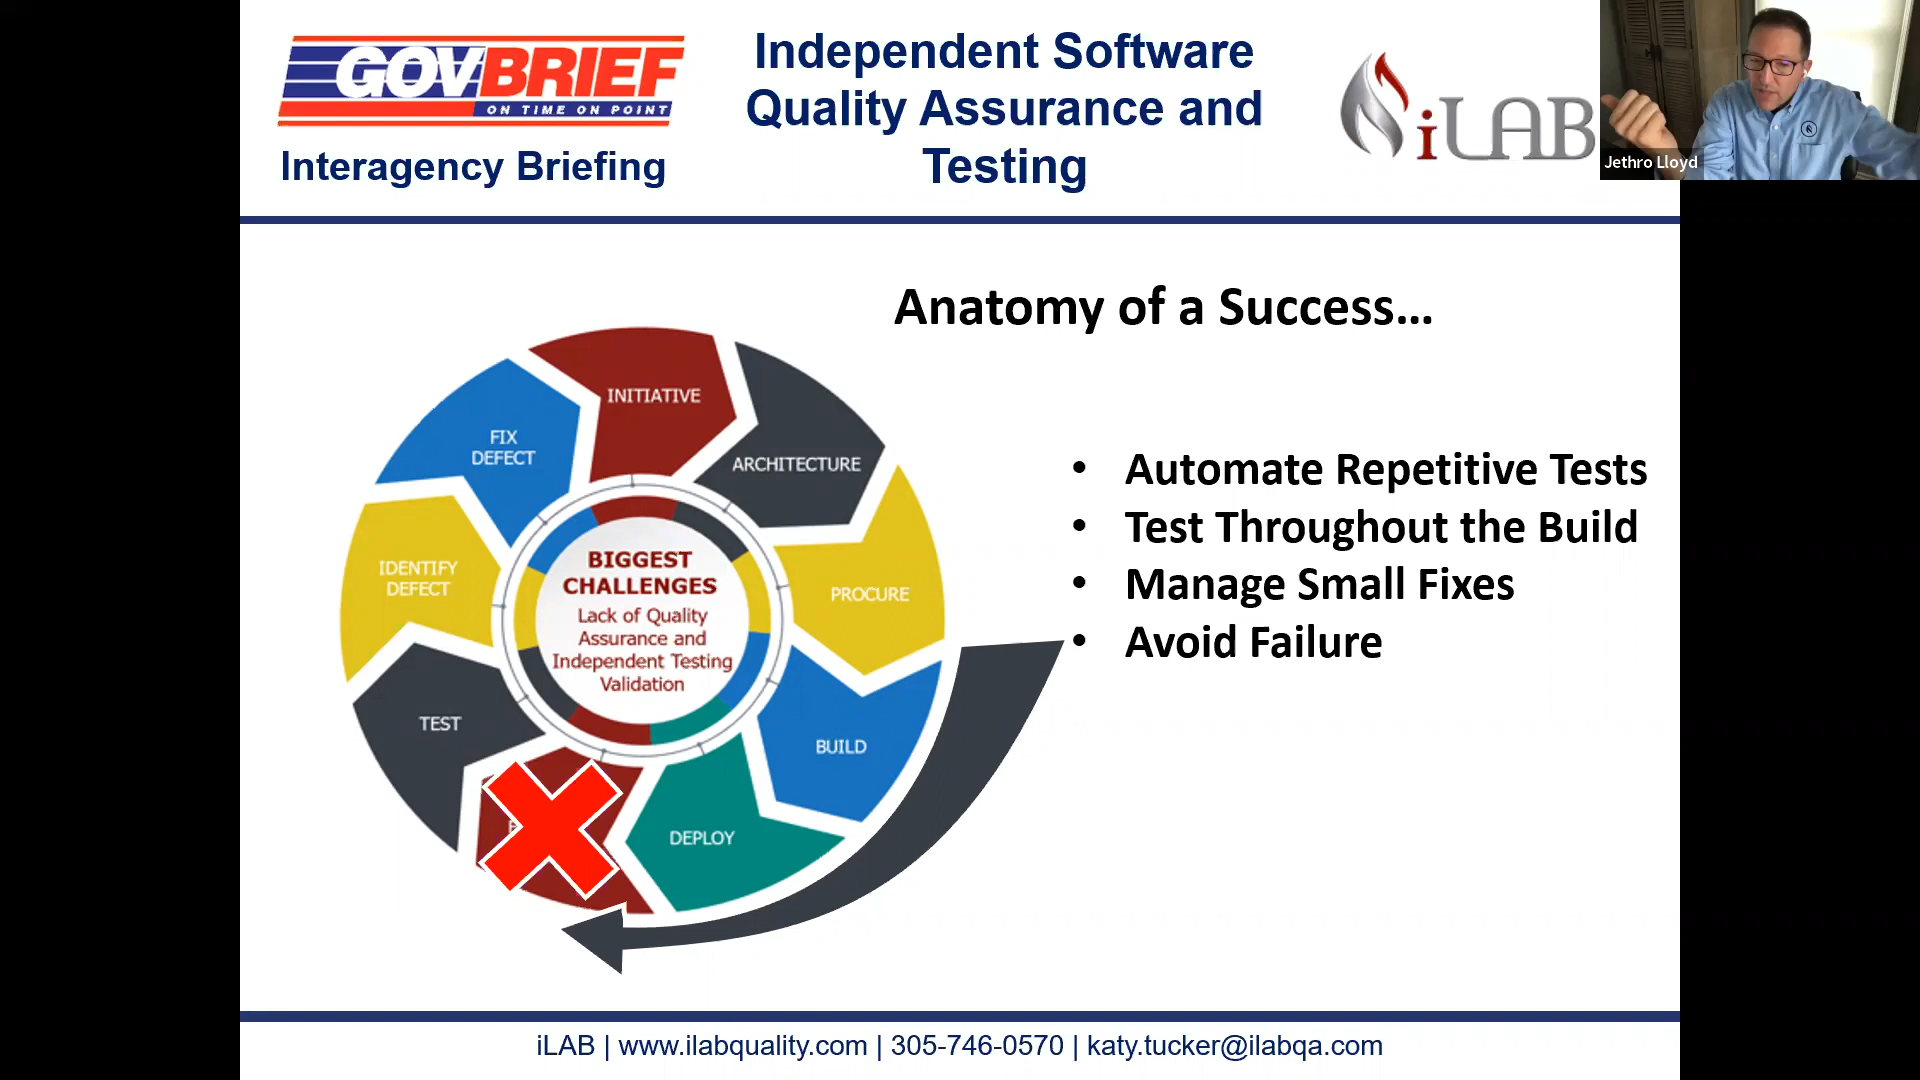 GOVBRIEF
ON TIME ON POINT
Interagency Briefing
Independent Software
Quality Assurance and
Testing
iLAB
Jethro Lloyd
Anatomy of a Success...
INITIATIVE
ARCHITECTURE
PROCURE
BUILD
DEPLOY
TEST
IDENTIFY
DEFECT
FIX
DEFECT
BIGGEST
CHALLENGES
Lack of Quality
Assurance and
Independent Testing
Validation
• Automate Repetitive Tests
• Test Throughout the Build
• Manage Small Fixes
• Avoid Failure
iLAB | www.ilabquality.com | 305-746-0570 | katy.tucker@ilabqa.com